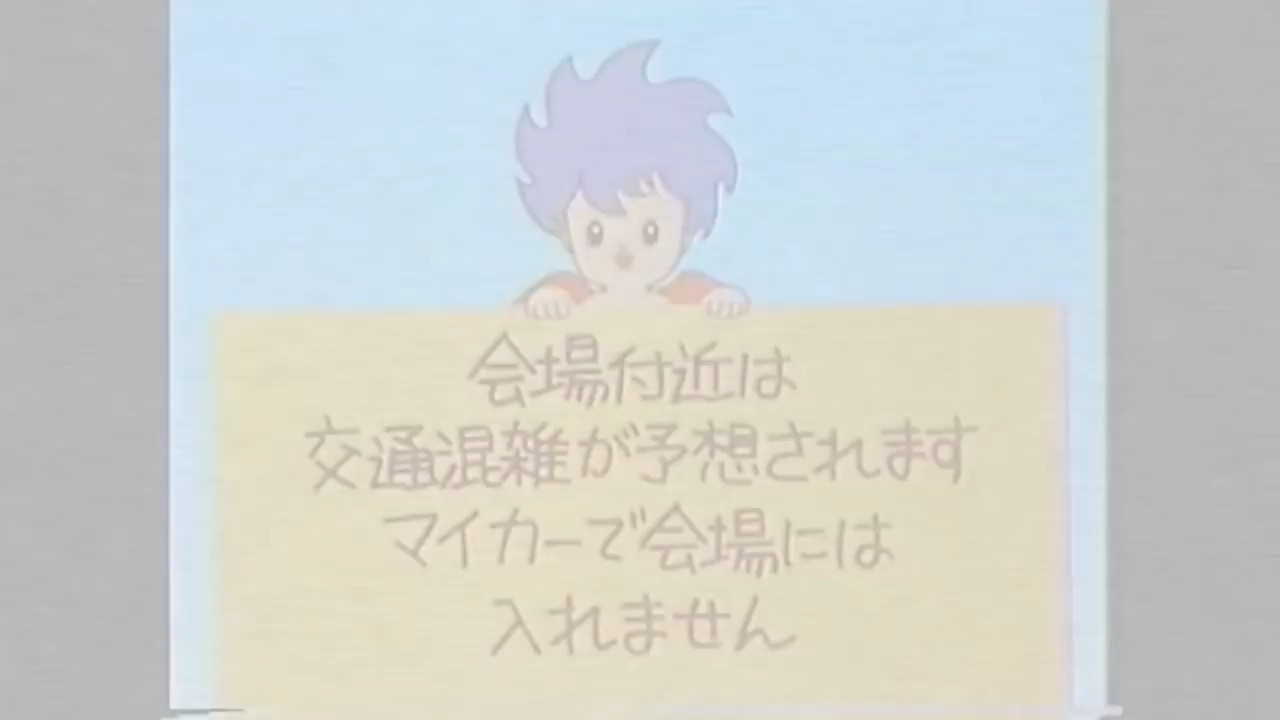 会場付近は
交通混雑が予想されます
マイカーで会場には
入れません